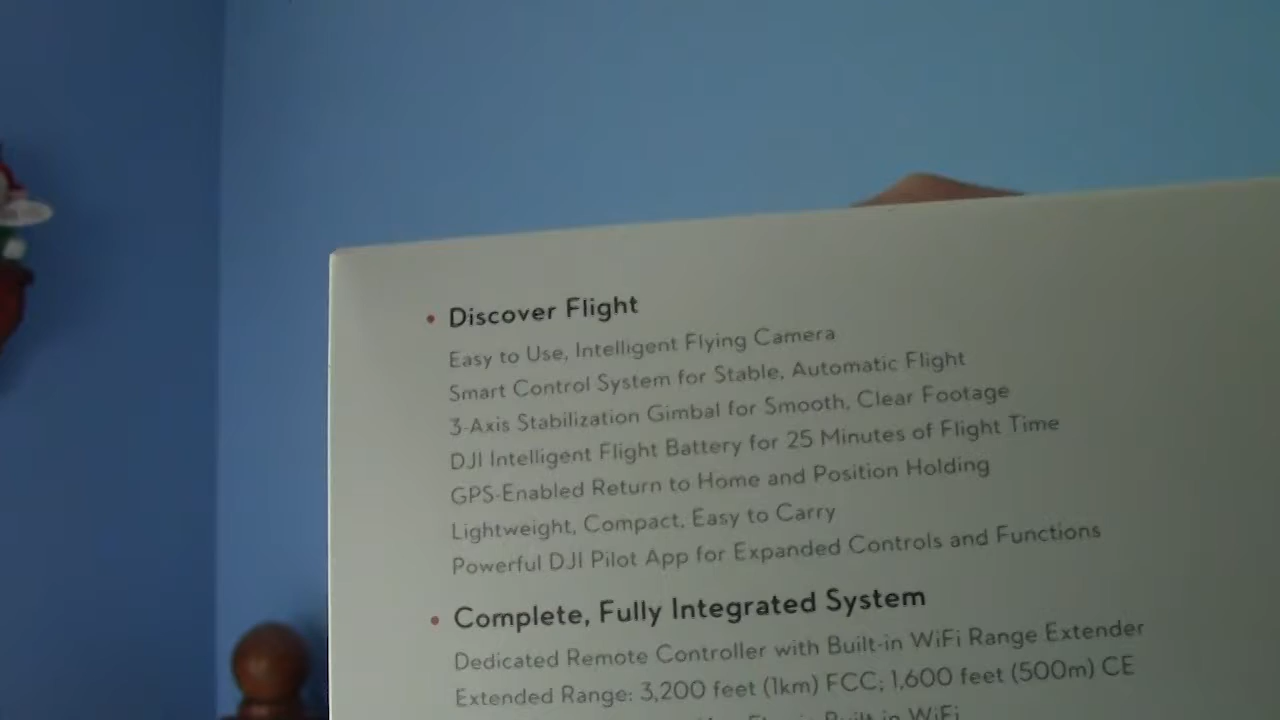 • Discover Flight
Easy to Use, Intelligent Flying Camera
Smart Control System for Stable, Automatic Flight
3-Axis Stabilization Gimbal for Smooth, Clear Footage
DJI Intelligent Flight Battery for 25 Minutes of Flight Time
GPS-Enabled Return to Home and Position Holding
Lightweight, Compact, Easy to Carry
Powerful DJI Pilot App for Expanded Controls and Functions
• Complete, Fully Integrated System
Dedicated Remote Controller with Built-in WiFi Range Extender
Extended Range: 3,200 feet (1km) FCC; 1,600 feet (500m) CE
Built-in WiFi